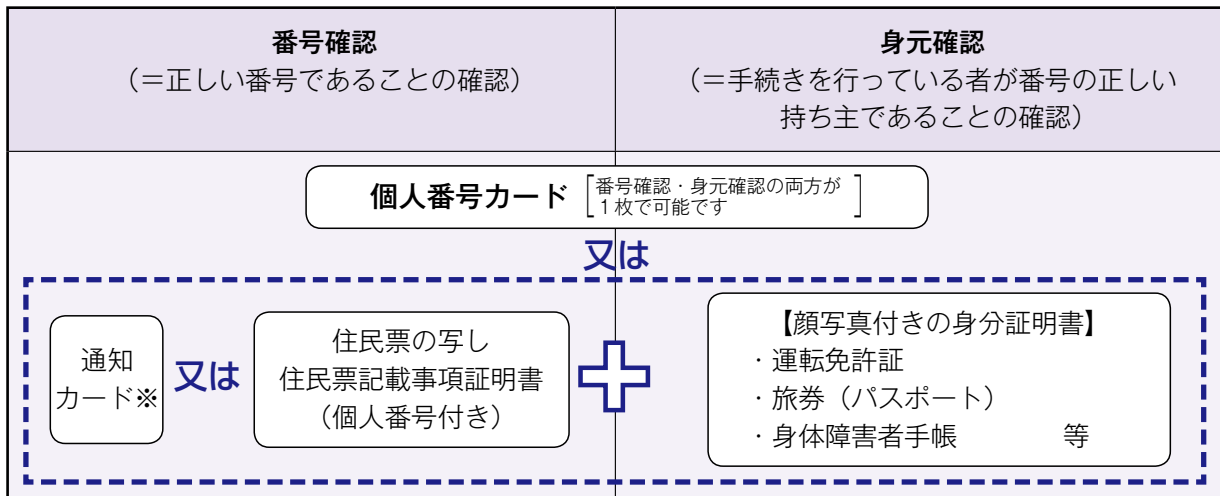 番号確認
（＝正しい番号であることの確認）
身元確認
（＝手続きを行っている者が番号の正しい
持ち主であることの確認）
個人番号カード
番号確認・身元確認の両方が
１枚で可能です
又は
通知
カード※
又は
住民票の写し
住民票記載事項証明書
（個人番号付き）
【顔写真付きの身分証明書】
・運転免許証
・旅券（パスポート）
・身体障害者手帳　　　等